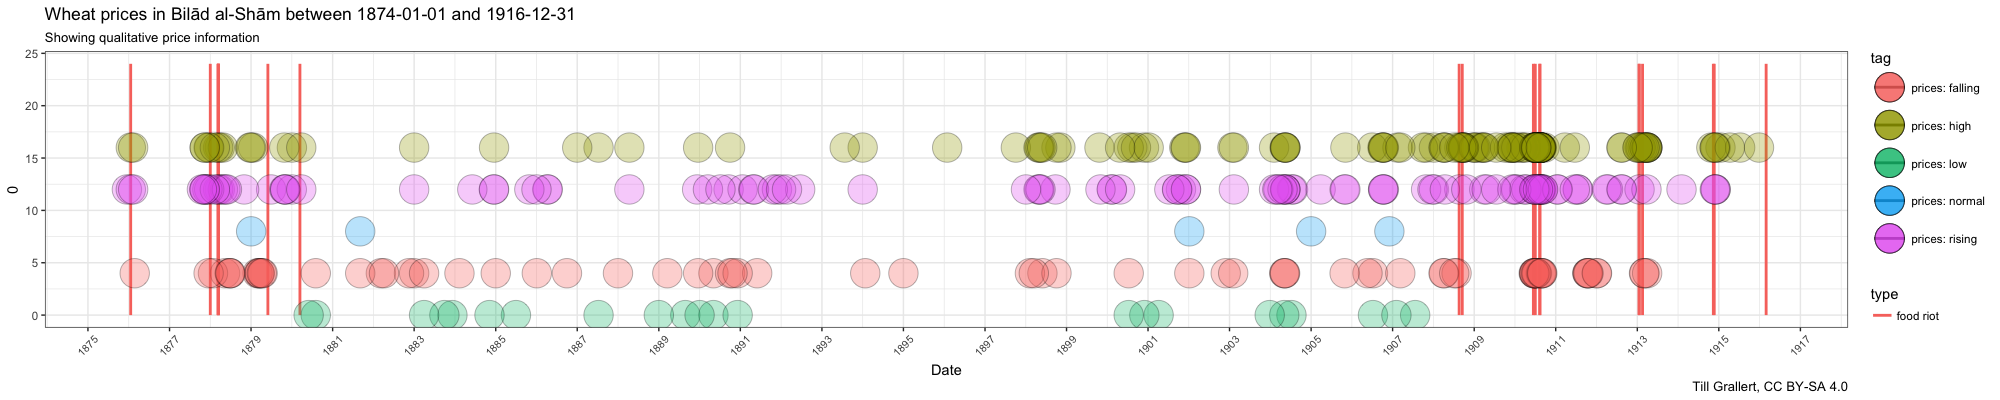 Wheat prices in Bilād al-Shām between 1874-01-01 and 1916-12-31
Showing qualitative price information
25
20
15
10
5
0
0
1875 1877 1879 1881 1883 1885 1887 1889 1891 1893 1895 1897 1899 1901 1903 1905 1907 1909 1911 1913 1915 1917
Date
tag
prices: falling
prices: high
prices: low
prices: normal
prices: rising
type
food riot
Till Grallert, CC BY-SA 4.0